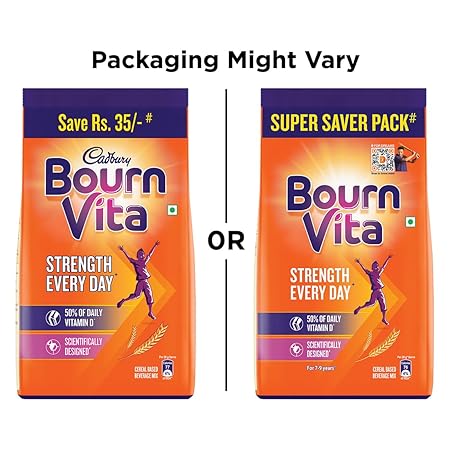 Packaging Might Vary
Save Rs. 35/-#
Cadbury
Bourn
Vita
STRENGTH
EVERY DAY*
50% OF DAILY
VITAMIN D^
SCIENTIFICALLY
DESIGNED*
CEREAL BASED
BEVERAGE MIX
OR
SUPER SAVER PACK#
Bourn
Vita
STRENGTH
EVERY DAY*
50% OF DAILY
VITAMIN D^
SCIENTIFICALLY
DESIGNED*
For 7-9 years
CEREAL BASED
BEVERAGE MIX